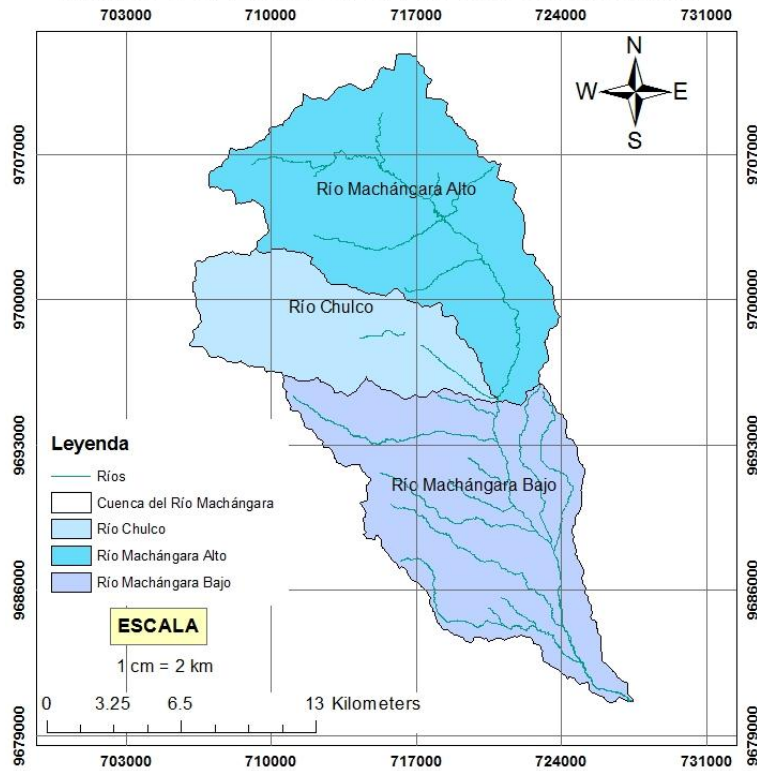 703000 710000 717000 724000 731000
N
W E
S
9707000 9707000
Río Machángara Alto
9700000 9700000
Río Chulco
Leyenda
9693000 9693000
Ríos
Río Machángara Bajo
Cuenca del Río Machángara
Río Chulco
Río Machángara Alto
Río Machángara Bajo
9686000 9686000
ESCALA
1 cm = 2 km
0 3.25 6.5 13 Kilometers
9679000 9679000
703000 710000 717000 724000 731000